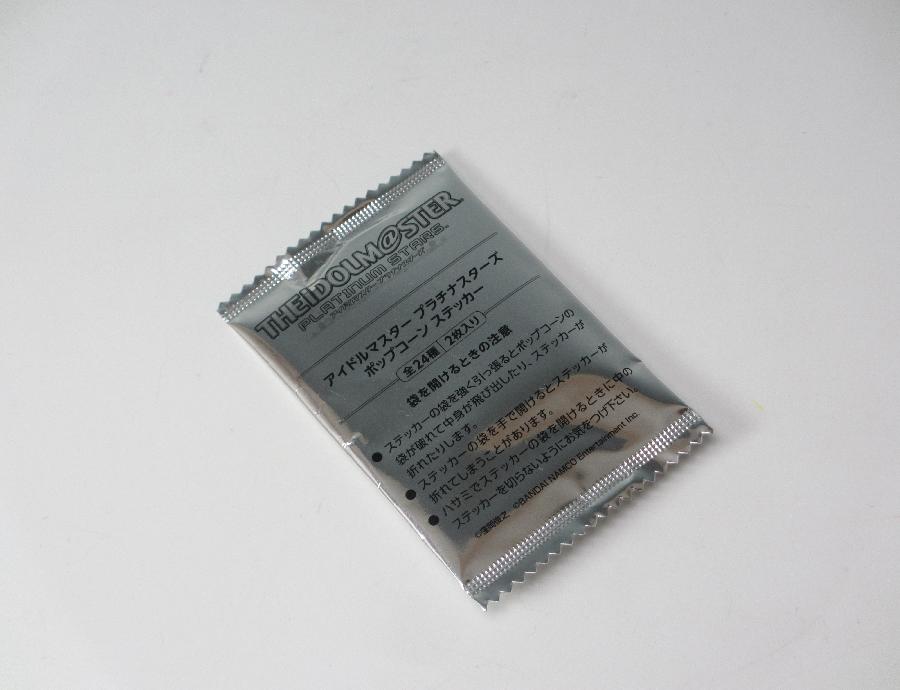 THE IDOLM@STER
PLATINUM STARS™
アイドルマスター プラチナスターズ
アイドルマスター プラチナスターズ
ポップコーン ステッカー
全24種 2枚入り
袋を開けるときの注意
● ステッカーの袋を強く引っ張るとポップコーンの
袋が破れて中身が飛び出したり、ステッカーが
折れたりします。
● ステッカーの袋を手で開けるとステッカーが
折れてしまうことがあります。
● ハサミでステッカーの袋を開けるときに中の
ステッカーを切らないようにお気をつけ下さい。
©窪岡俊之 ©BANDAI NAMCO Entertainment Inc.